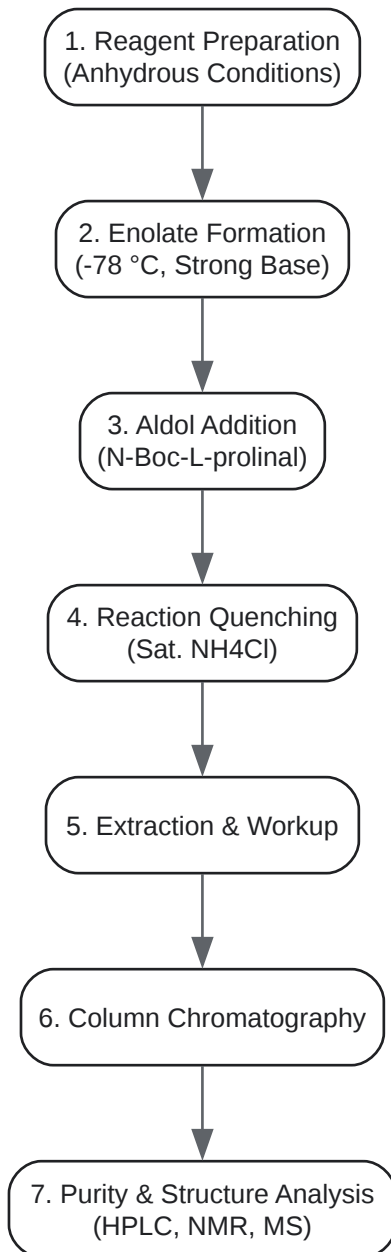 1. Reagent Preparation
(Anhydrous Conditions)
2. Enolate Formation
(-78 °C, Strong Base)
3. Aldol Addition
(N-Boc-L-prolinal)
4. Reaction Quenching
(Sat. NH4Cl)
5. Extraction & Workup
6. Column Chromatography
7. Purity & Structure Analysis
(HPLC, NMR, MS)